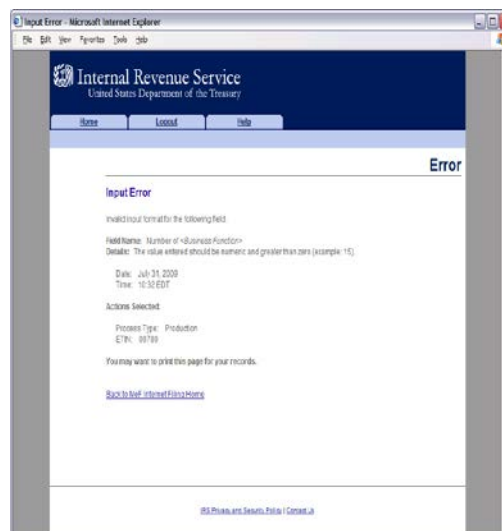 Input Error - Microsoft Internet Explorer
File Edit View Favorites Tools Help
Internal Revenue Service
United States Department of the Treasury
Home Logout Help
Error
Input Error
Invalid input format for the following field
Field Name: Number of <Business Function>
Details: The value entered should be numeric and greater than zero (example: 15).
Date: July 31, 2009
Time: 10:32 EDT
Actions Selected:
Process Type: Production
ETIN:
You may want to print this page for your records.
Back to MeF Internet Filing Home
IRS Privacy and Security Policy | Contact Us